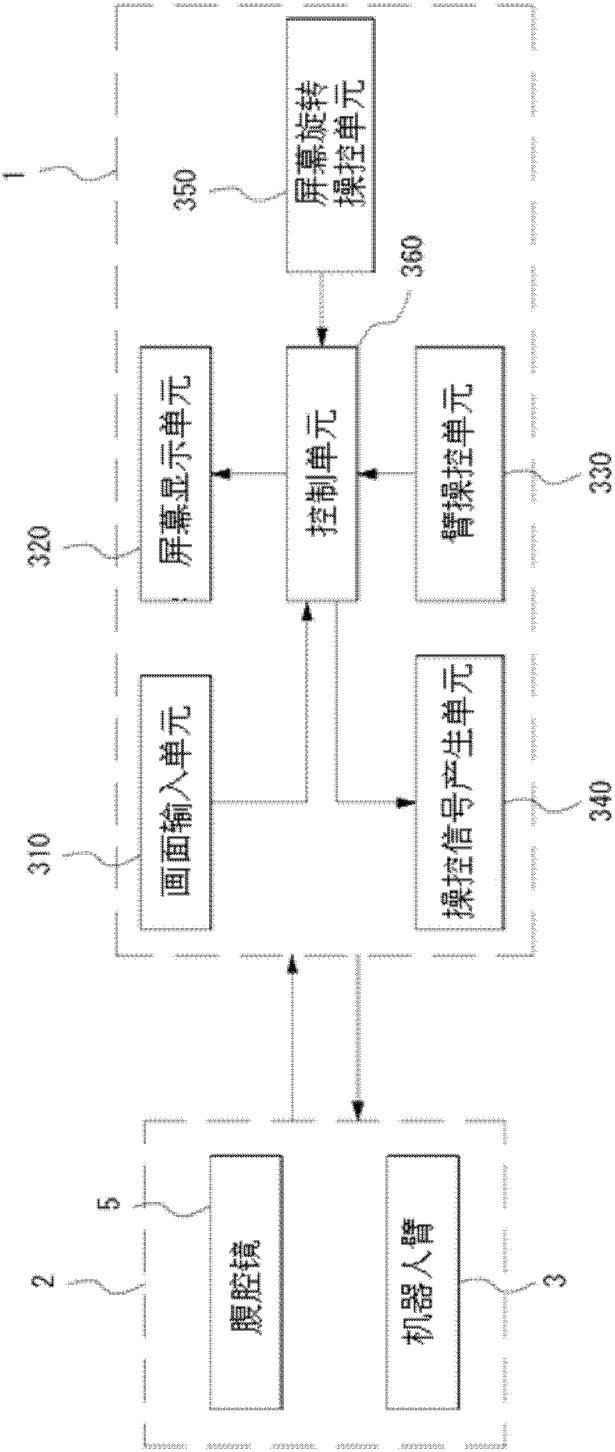 2
5
腹腔镜
机器人臂
3
1
310
画面输入单元
320
屏幕显示单元
350
屏幕旋转
操控单元
控制单元
360
操控信号产生单元
340
臂操控单元
330